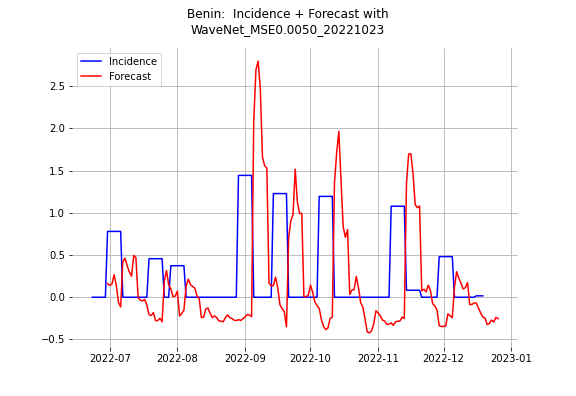 Benin:  Incidence + Forecast with
WaveNet_MSE0.0050_20221023
Incidence
Forecast
2.5
2.0
1.5
1.0
0.5
0.0
−0.5
2022-07 2022-08 2022-09 2022-10 2022-11 2022-12 2023-01